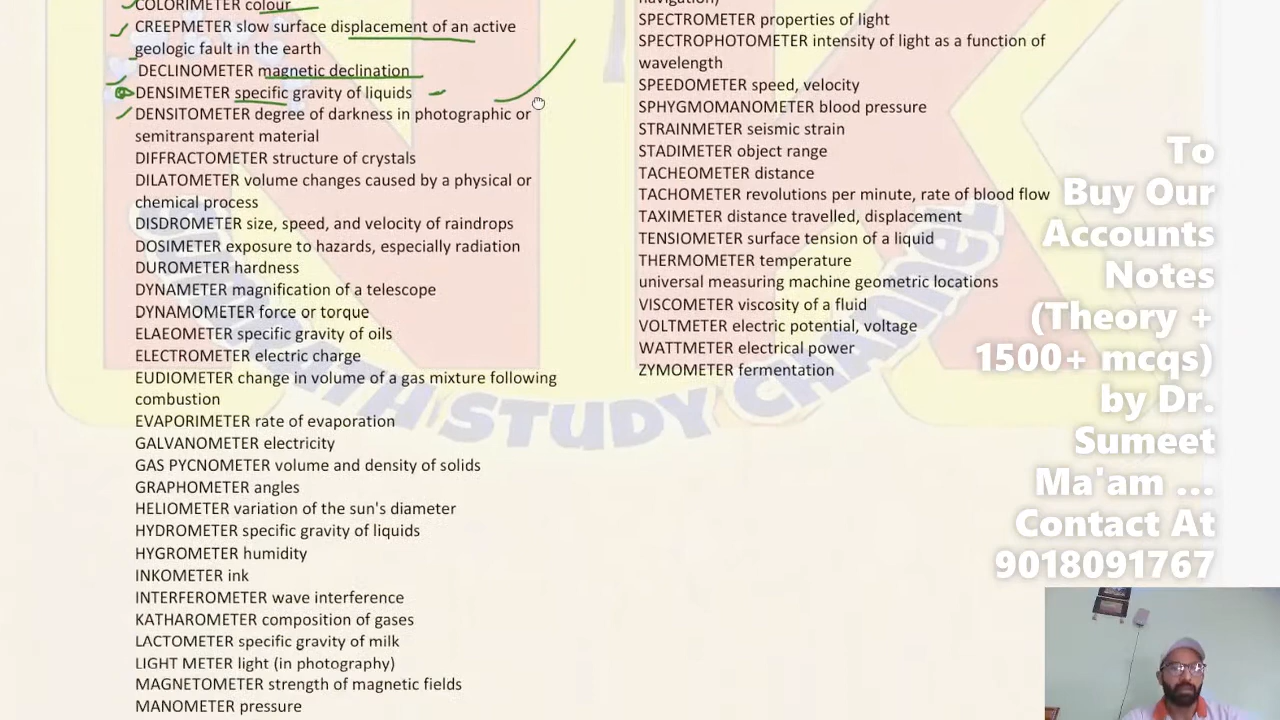 COLORIMETER colour
CREEPMETER slow surface displacement of an active
geologic fault in the earth
DECLINOMETER magnetic declination
DENSIMETER specific gravity of liquids
DENSITOMETER degree of darkness in photographic or
semitransparent material
DIFFRACTOMETER structure of crystals
DILATOMETER volume changes caused by a physical or
chemical process
DISDROMETER size, speed, and velocity of raindrops
DOSIMETER exposure to hazards, especially radiation
DUROMETER hardness
DYNAMETER magnification of a telescope
DYNAMOMETER force or torque
ELAEOMETER specific gravity of oils
ELECTROMETER electric charge
EUDIOMETER change in volume of a gas mixture following
combustion
EVAPORIMETER rate of evaporation
GALVANOMETER electricity
GAS PYCNOMETER volume and density of solids
GRAPHOMETER angles
HELIOMETER variation of the sun's diameter
HYDROMETER specific gravity of liquids
HYGROMETER humidity
INKOMETER ink
INTERFEROMETER wave interference
KATHAROMETER composition of gases
LACTOMETER specific gravity of milk
LIGHT METER light (in photography)
MAGNETOMETER strength of magnetic fields
MANOMETER pressure
navigation)
SPECTROMETER properties of light
SPECTROPHOTOMETER intensity of light as a function of
wavelength
SPEEDOMETER speed, velocity
SPHYGMOMANOMETER blood pressure
STRAINMETER seismic strain
STADIMETER object range
TACHEOMETER distance
TACHOMETER revolutions per minute, rate of blood flow
TAXIMETER distance travelled, displacement
TENSIOMETER surface tension of a liquid
THERMOMETER temperature
universal measuring machine geometric locations
VISCOMETER viscosity of a fluid
VOLTMETER electric potential, voltage
WATTMETER electrical power
ZYMOMETER fermentation
STUDY CHANNEL
To
Buy Our
Accounts
Notes
(Theory +
1500+ mcqs)
by Dr.
Sumeet
Ma'am ...
Contact At
9018091767